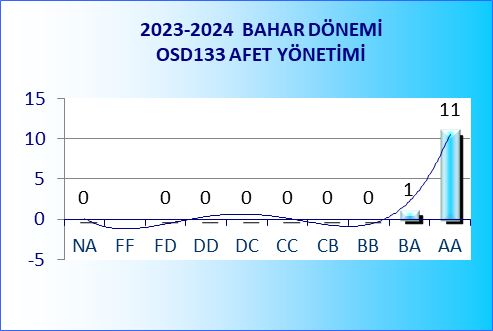 2023-2024 BAHAR DÖNEMİ
OSD133 AFET YÖNETİMİ
15
10
5
0
-5
0 0 0 0 0 0 0 1 11
NA FF FD DD DC CC CB BB BA AA